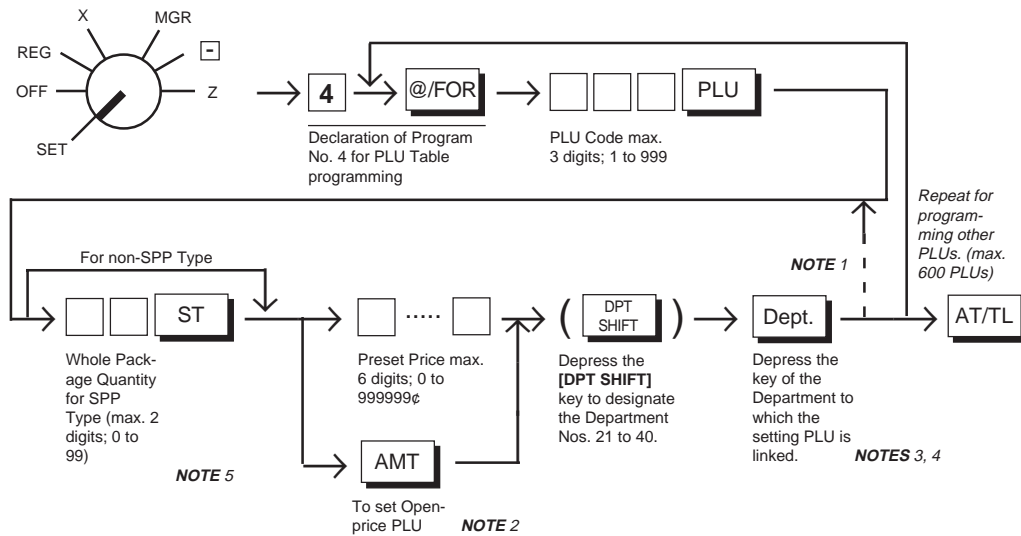 X
MGR
REG
-
OFF
Z
SET
4
@/FOR
PLU
Declaration of Program
No. 4 for PLU Table
programming
PLU Code max.
3 digits; 1 to 999
Repeat for
program-
ming other
PLUs. (max.
600 PLUs)
For non-SPP Type
NOTE 1
ST
.....
( DPT
SHIFT )
Dept.
AT/TL
Whole Pack-
age Quantity
for SPP
Type (max. 2
digits; 0 to
99)
NOTE 5
Preset Price max.
6 digits; 0 to
999999¢
Depress the
[DPT SHIFT]
key to designate
the Department
Nos. 21 to 40.
Depress the
key of the
Department to
which the
setting PLU is
linked.
NOTES 3, 4
AMT
To set Open-
price PLU
NOTE 2